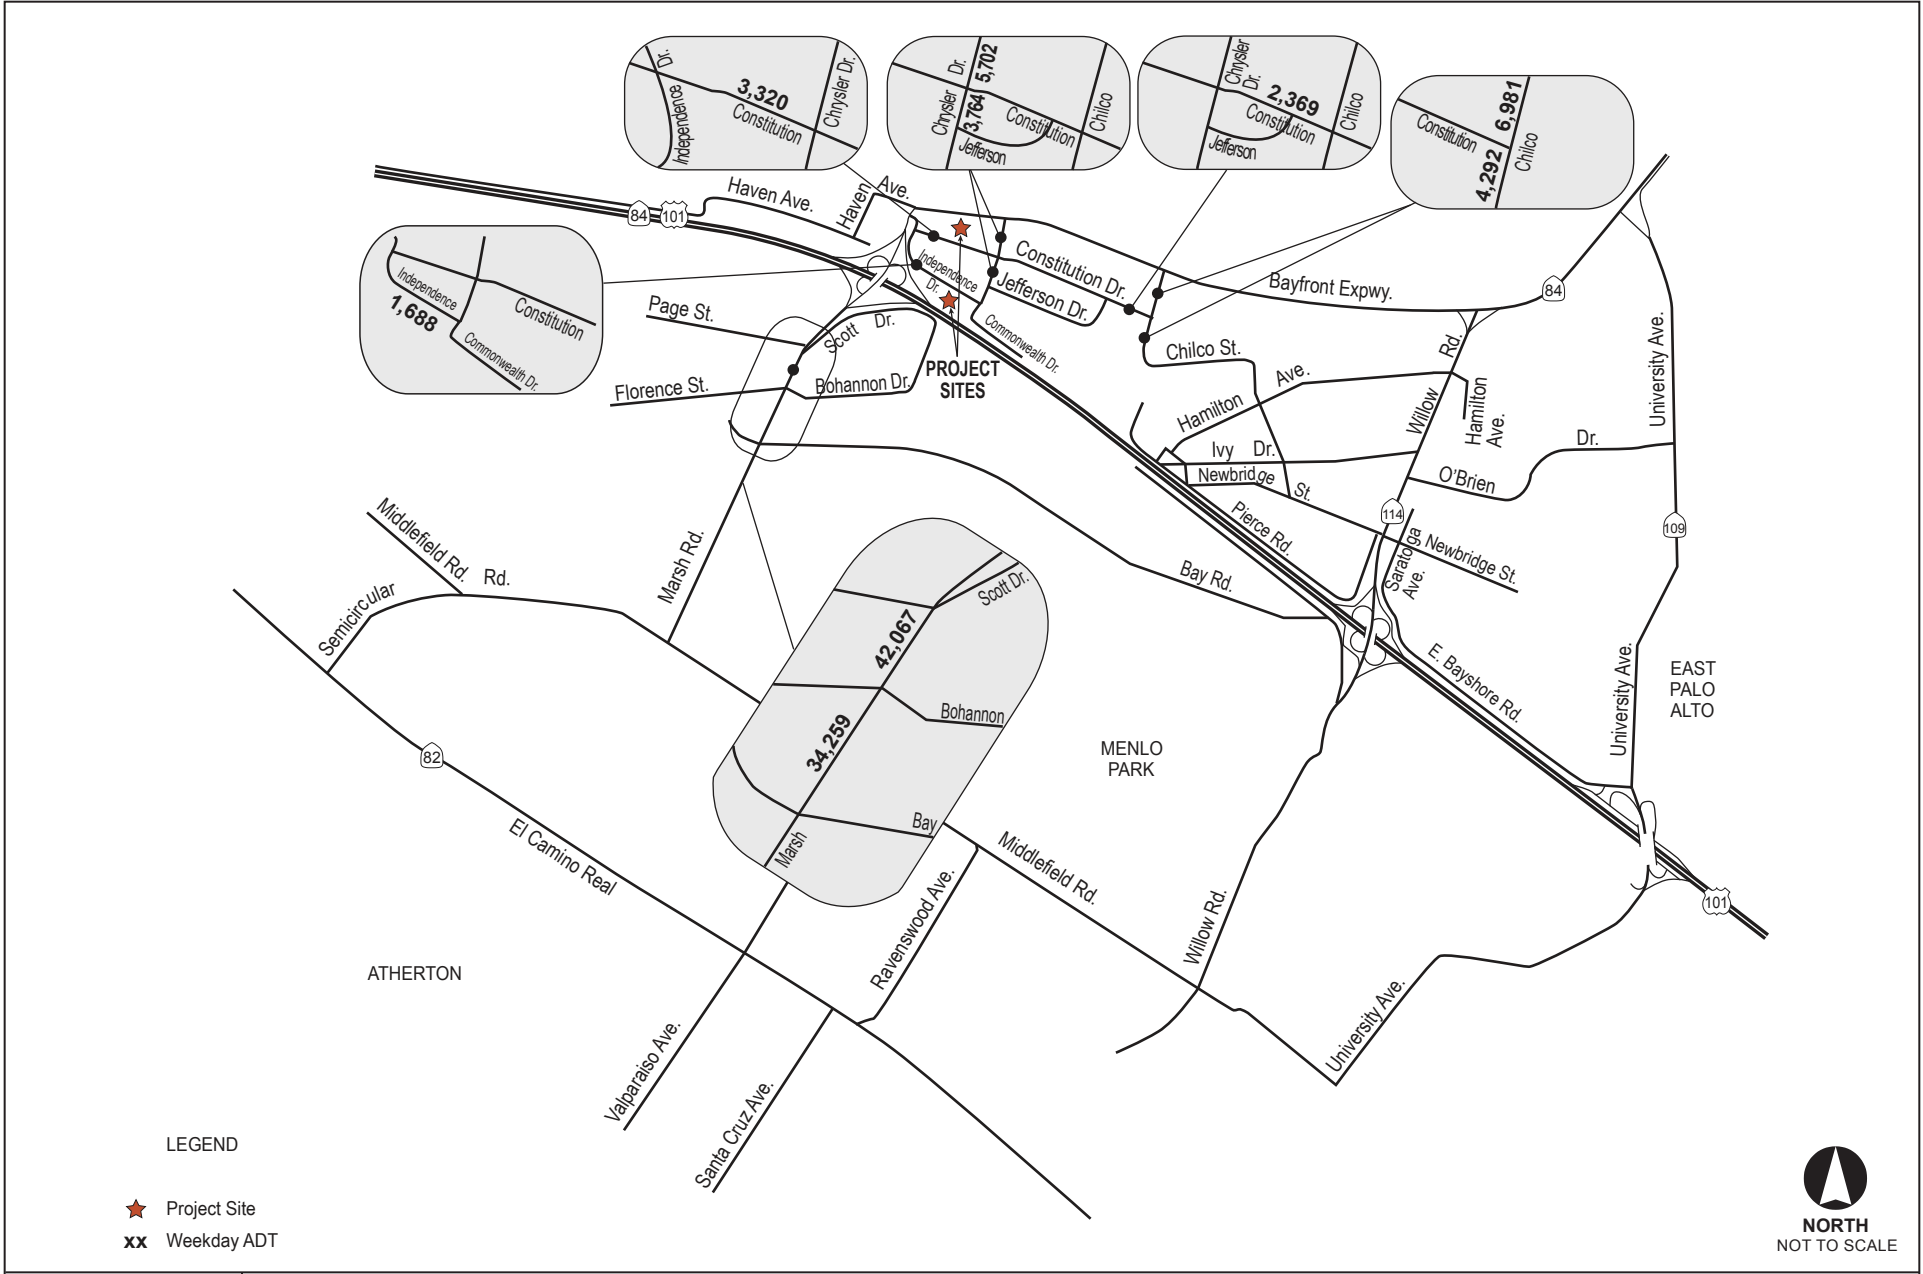 Dr.
Independence
3,320
Constitution
Chrysler Dr.
Dr.
5,702
Chrysler
3,764
Constitution
Jefferson
Chilco
Chrysler
Dr.
2,369
Constitution
Jefferson
Chilco
Constitution
6,981
4,292
Chilco
84
101
Haven Ave.
Haven
Ave.
Independence
1,688
Constitution
Commonwealth Dr.
Independence
Dr.
Constitution Dr.
Jefferson Dr.
Commonwealth Dr.
Bayfront Expwy.
84
Page St.
Scott Dr.
Florence St.
Bohannon Dr.
PROJECT
SITES
Chilco St.
Hamilton Ave.
Willow Rd.
Hamilton
Ave.
University Ave.
Ivy Dr.
Newbridge St.
O'Brien Dr.
114
109
Pierce Rd.
Saratoga
Ave.
Newbridge St.
Bay Rd.
Marsh Rd.
Middlefield Rd.
Semicircular Rd.
42,067
Scott Dr.
34,259
Bohannon
Bay
Marsh
E. Bayshore Rd.
University Ave.
EAST
PALO
ALTO
MENLO
PARK
82
El Camino Real
Middlefield Rd.
Ravenswood Ave.
Willow Rd.
101
ATHERTON
Valparaiso Ave.
Santa Cruz Ave.
University Ave.
LEGEND
Project Site
xx Weekday ADT
NORTH
NOT TO SCALE